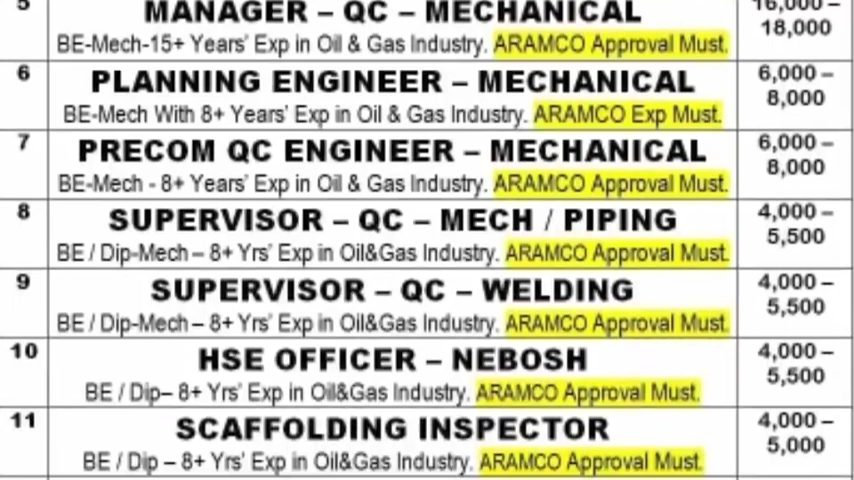 5
MANAGER – QC – MECHANICAL
BE-Mech-15+ Years' Exp in Oil & Gas Industry. ARAMCO Approval Must.
16,000 –
18,000
6
PLANNING ENGINEER – MECHANICAL
BE-Mech With 8+ Years' Exp in Oil & Gas Industry. ARAMCO Exp Must.
6,000 –
8,000
7
PRECOM QC ENGINEER – MECHANICAL
BE-Mech - 8+ Years' Exp in Oil & Gas Industry. ARAMCO Approval Must.
6,000 –
8,000
8
SUPERVISOR – QC – MECH / PIPING
BE / Dip-Mech – 8+ Yrs' Exp in Oil&Gas Industry. ARAMCO Approval Must.
4,000 –
5,500
9
SUPERVISOR – QC – WELDING
BE / Dip-Mech – 8+ Yrs' Exp in Oil&Gas Industry. ARAMCO Approval Must.
4,000 –
5,500
10
HSE OFFICER – NEBOSH
BE / Dip– 8+ Yrs' Exp in Oil&Gas Industry. ARAMCO Approval Must.
4,000 –
5,500
11
SCAFFOLDING INSPECTOR
BE / Dip – 8+ Yrs' Exp in Oil&Gas Industry. ARAMCO Approval Must.
4,000 –
5,000